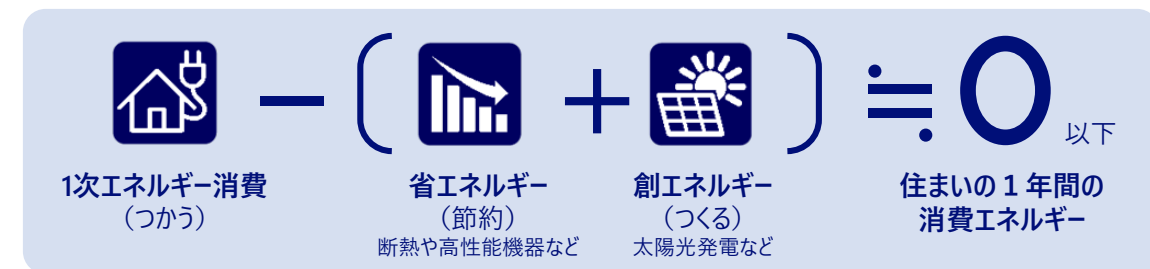 − ( + ) ≒ 0 以下
1次エネルギー消費
（つかう）
省エネルギー
（節約）
断熱や高性能機器など
創エネルギー
（つくる）
太陽光発電など
住まいの1年間の
消費エネルギー